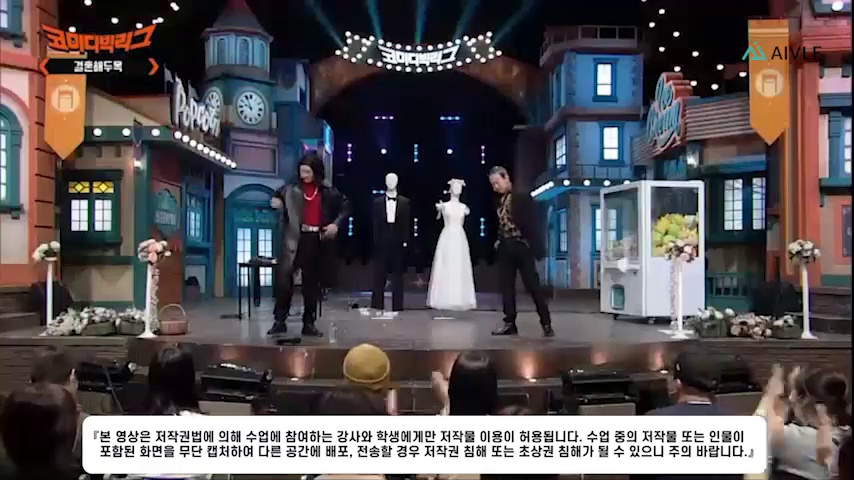 코미디빅리그
결혼해두목
코미디빅리그
AIVLE
Popcorn
Ice Cream
『본 영상은 저작권법에 의해 수업에 참여하는 강사와 학생에게만 저작물 이용이 허용됩니다. 수업 중의 저작물 또는 인물이
포함된 화면을 무단 캡처하여 다른 공간에 배포, 전송할 경우 저작권 침해 또는 초상권 침해가 될 수 있으니 주의 바랍니다.』